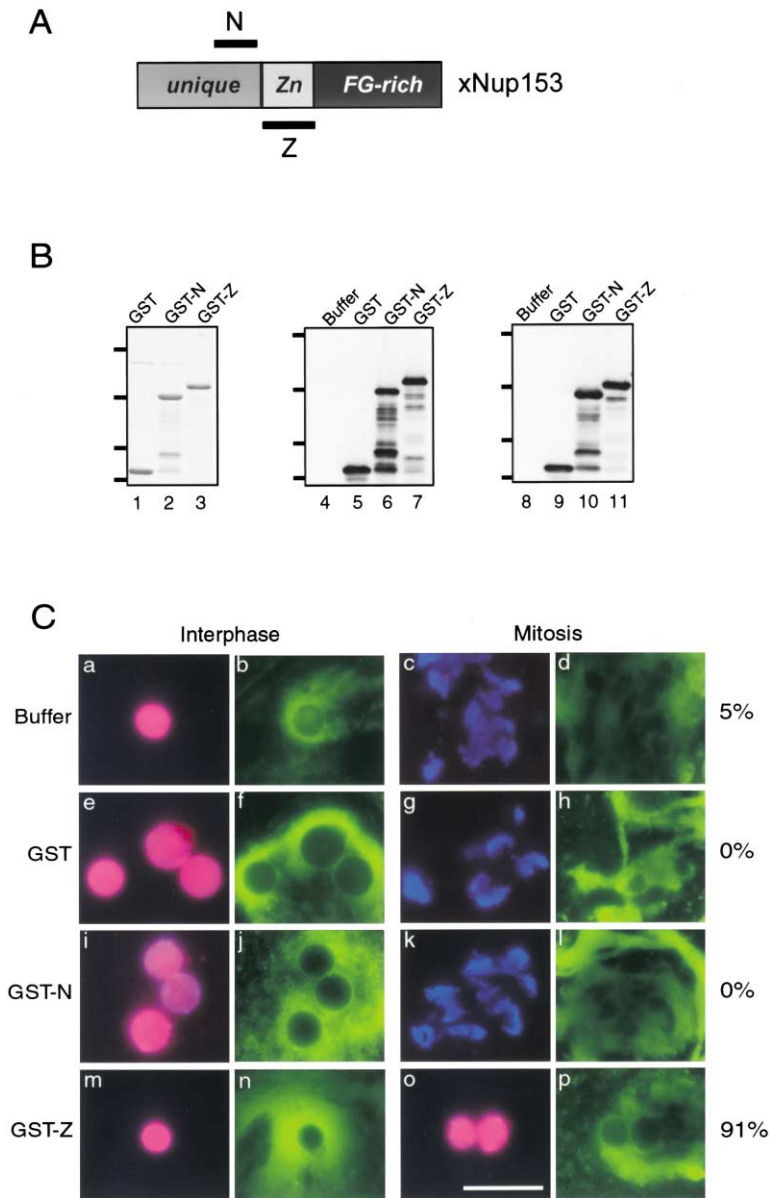 A
N
unique Zn FG-rich xNup153
Z
B
GST GST-N GST-Z Buffer GST GST-N GST-Z Buffer GST GST-N GST-Z
1 2 3 4 5 6 7 8 9 10 11
C
Interphase Mitosis
a b c d
Buffer 5%
e f g h
GST 0%
i j k l
GST-N 0%
m n o p
GST-Z 91%